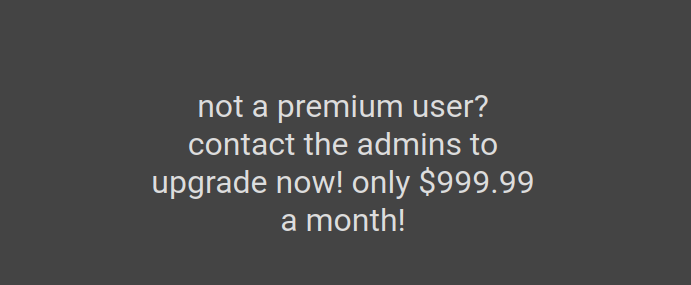 not a premium user?
contact the admins to
upgrade now! only $999.99
a month!